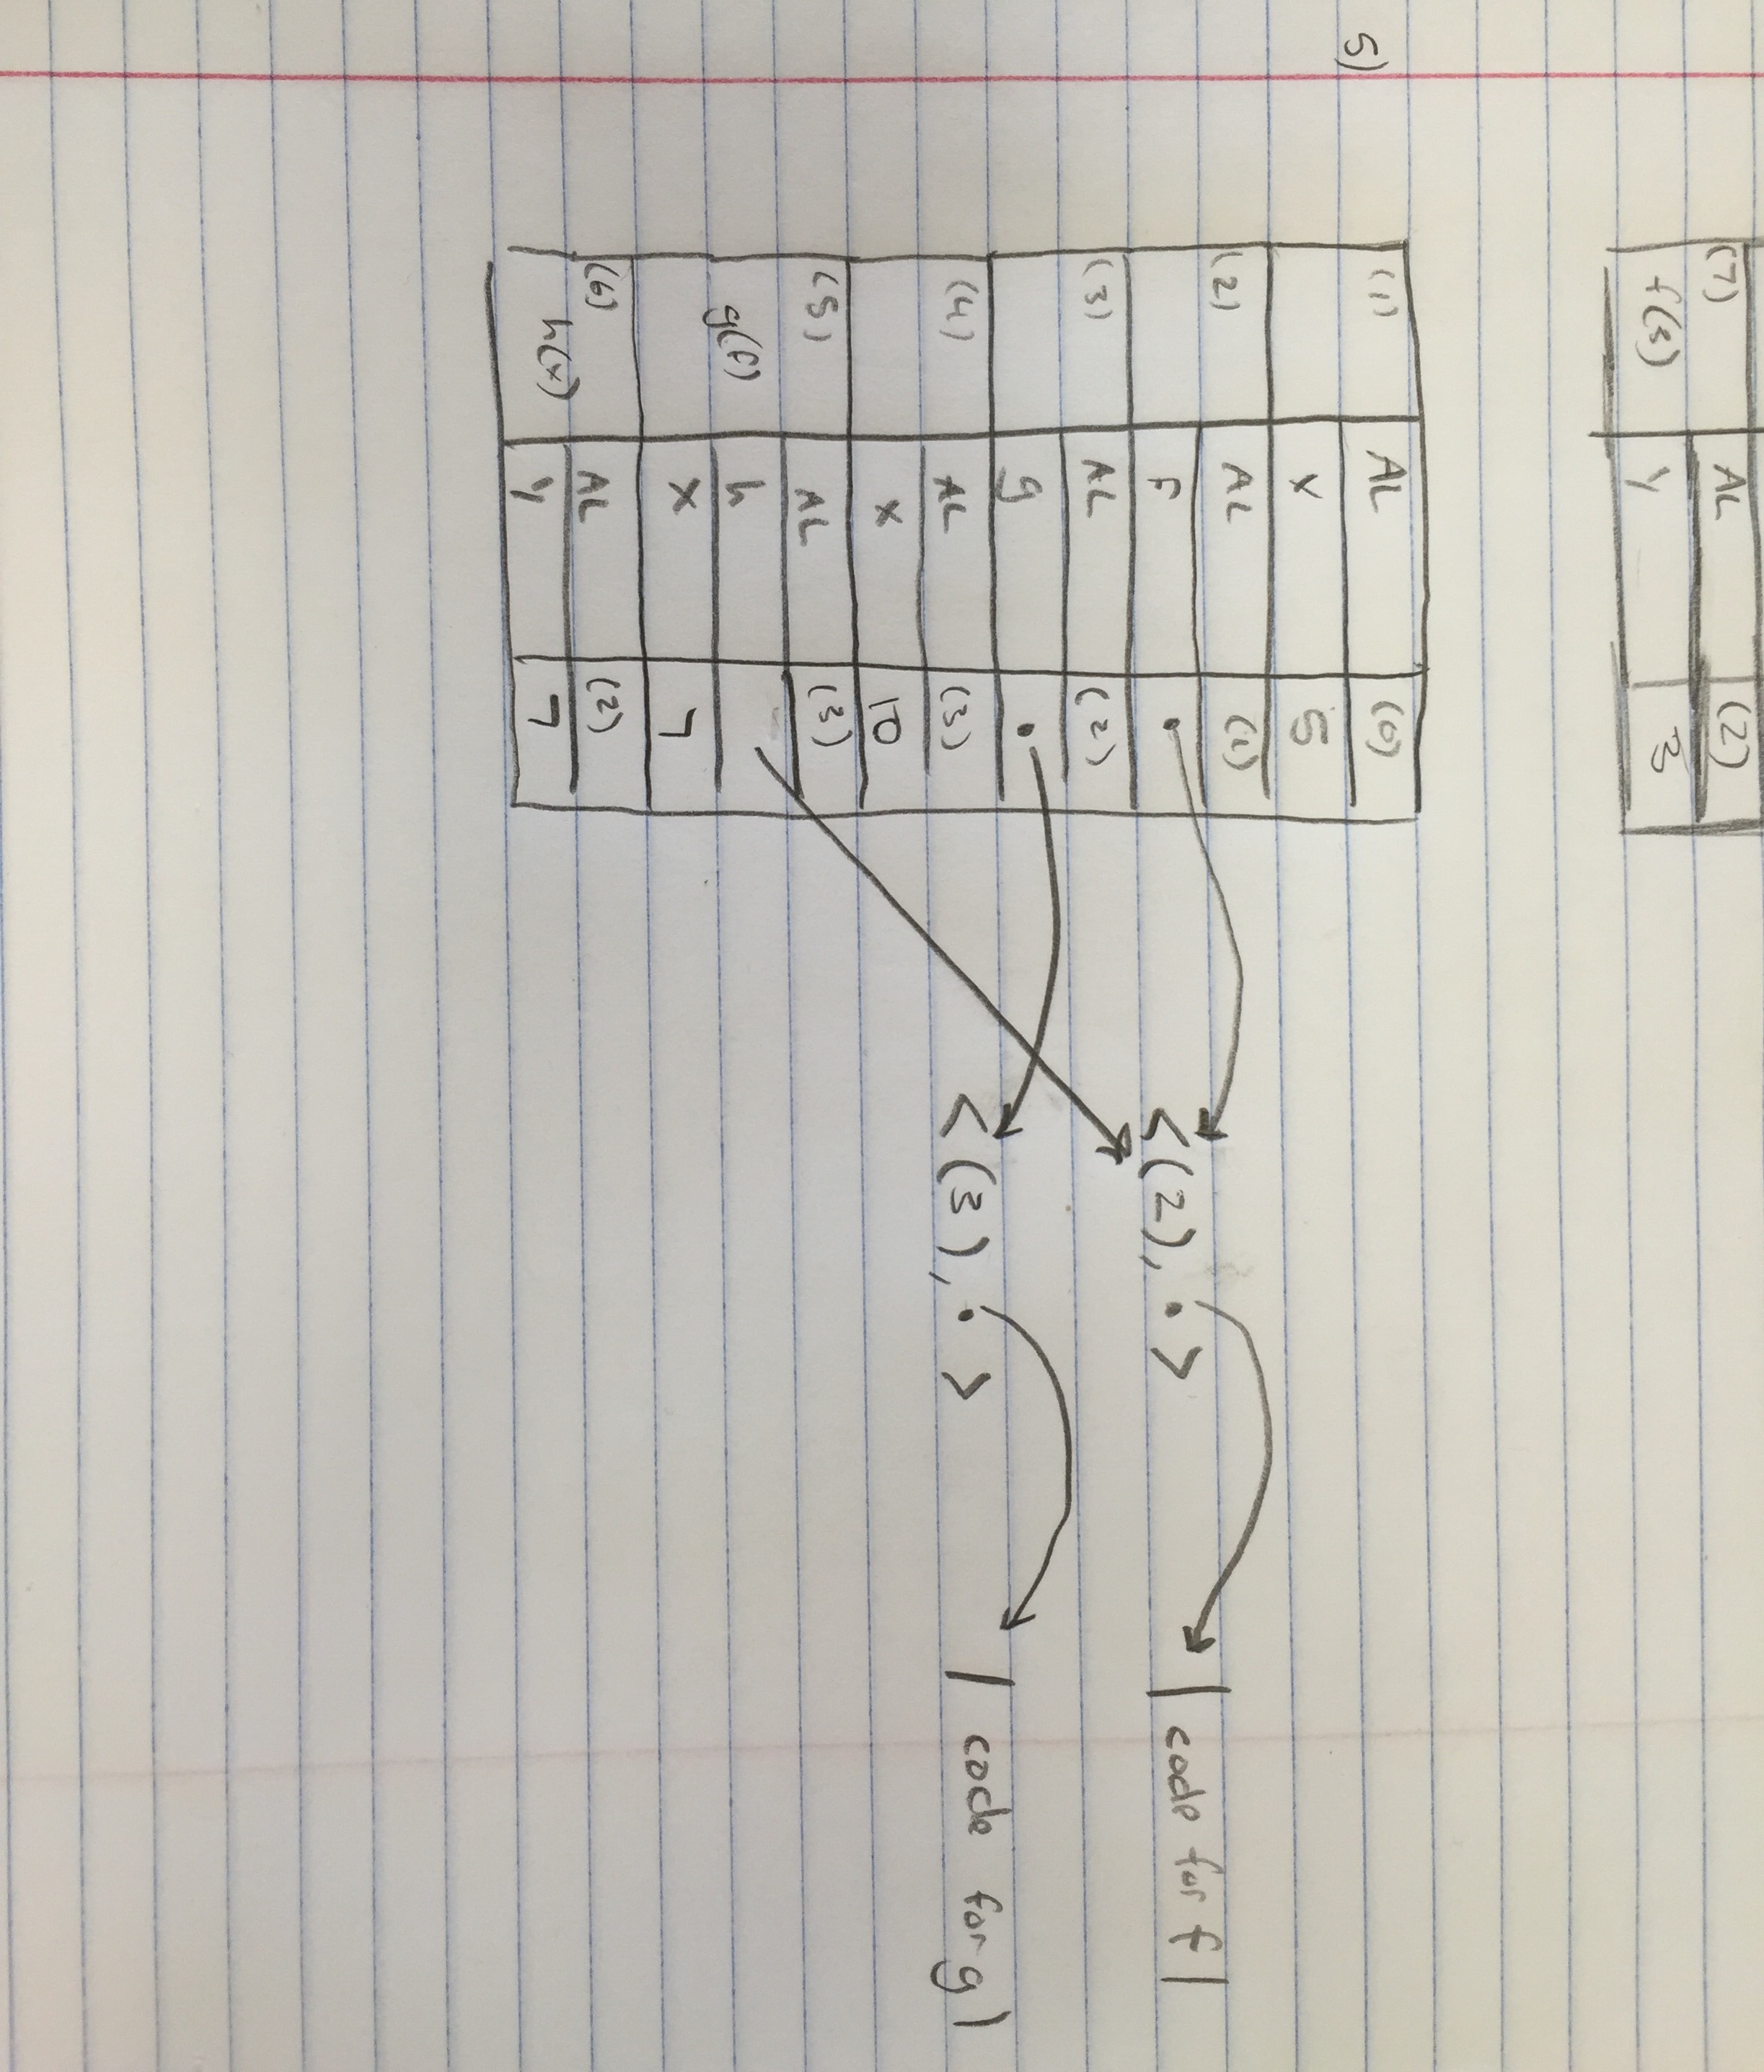 (7) AL (2)
f(3) y 3
5)
(1) AL (0)
x 5
(2) AL (1)
f •
(3) AL (2)
g •
(4) AL (3)
x 10
(5) AL (3)
g(f) h
x 7
(6) AL (2)
h(x) y 7
<(2), • > | code for f |
<(3), • > | code for g |